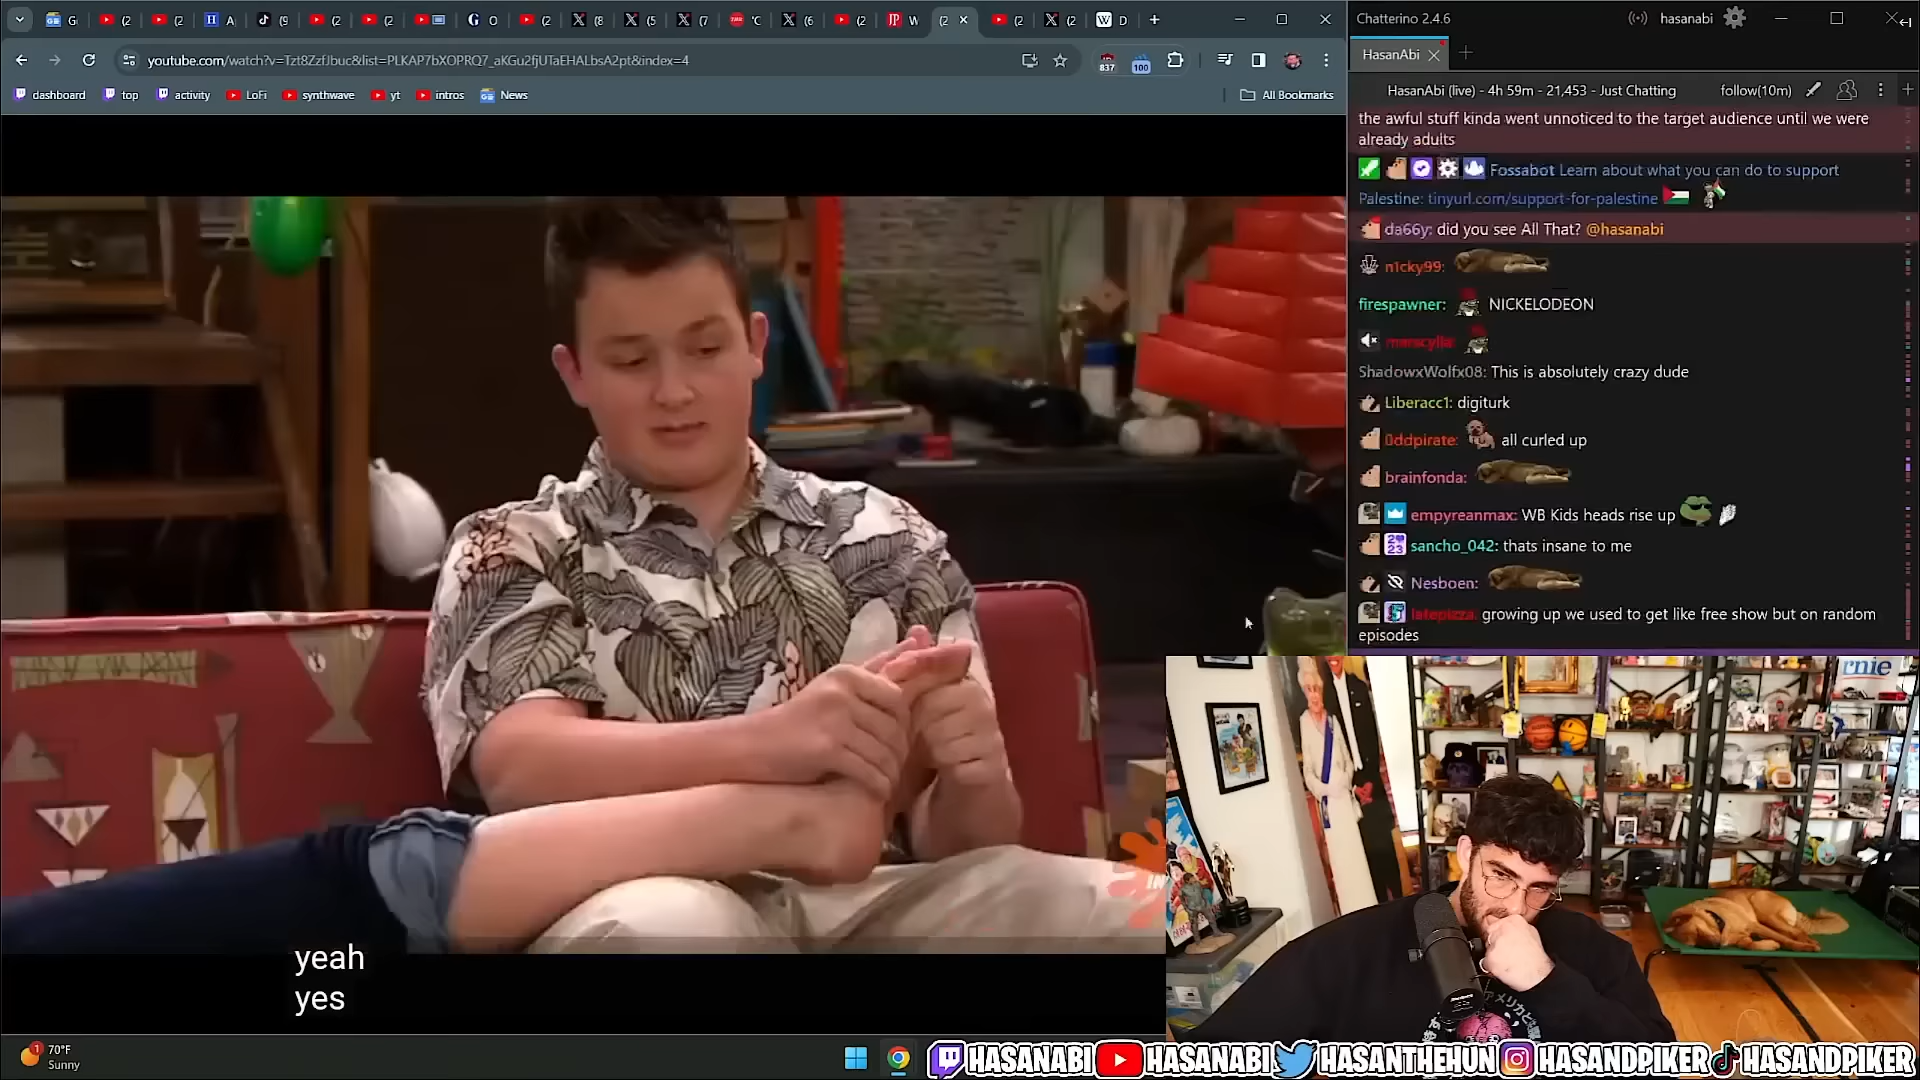 Chatterino 2.4.6
hasanabi
youtube.com/watch?v=Tzt8ZzfJbuc&list=PLKAP7bXOPRQ7_aKGu2fjUTaEHALbsA2pt&index=4
837
100
HasanAbi
dashboard
top
activity
LoFi
synthwave
yt
intros
News
All Bookmarks
HasanAbi (live) - 4h 59m - 21,453 - Just Chatting
follow(10m)
the awful stuff kinda went unnoticed to the target audience until we were
already adults
Fossabot Learn about what you can do to support
Palestine: tinyurl.com/support-for-palestine
da66y: did you see All That? @hasanabi
n1cky99:
firespawner: NICKELODEON
ShadowxWolfx08: This is absolutely crazy dude
Liberacc1: digiturk
0ddpirate: all curled up
brainfonda:
empyreanmax: WB Kids heads rise up
sancho_042: thats insane to me
Nesboen:
growing up we used to get like free show but on random
episodes
rnie
yeah
yes
70°F
Sunny
HASANABI
HASANABI
HASANTHEHUN
HASANDPIKER
HASANDPIKER